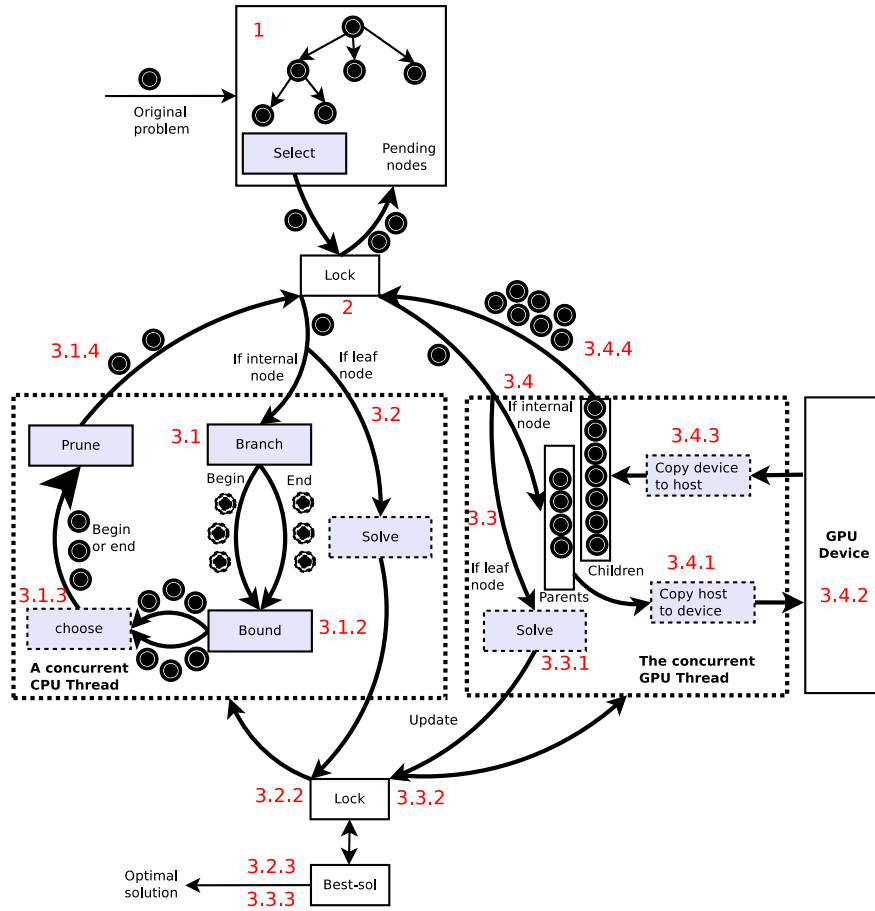 1
Original
problem
Select
Pending
nodes
Lock
2
3.1.4
If internal
node
If leaf
node
3.4
3.4.4
3.2
If internal
node
3.1
Prune
Branch
3.4.3
Copy device
to host
Begin
End
Begin
or end
Solve
3.3
GPU
Device
If leaf
node
Children
3.4.1
3.1.3
Parents
Copy host
to device
3.4.2
choose
Bound
3.1.2
Solve
3.3.1
A concurrent
CPU Thread
The concurrent
GPU Thread
Update
3.2.2
Lock
3.3.2
Optimal
solution
3.2.3
3.3.3
Best-sol